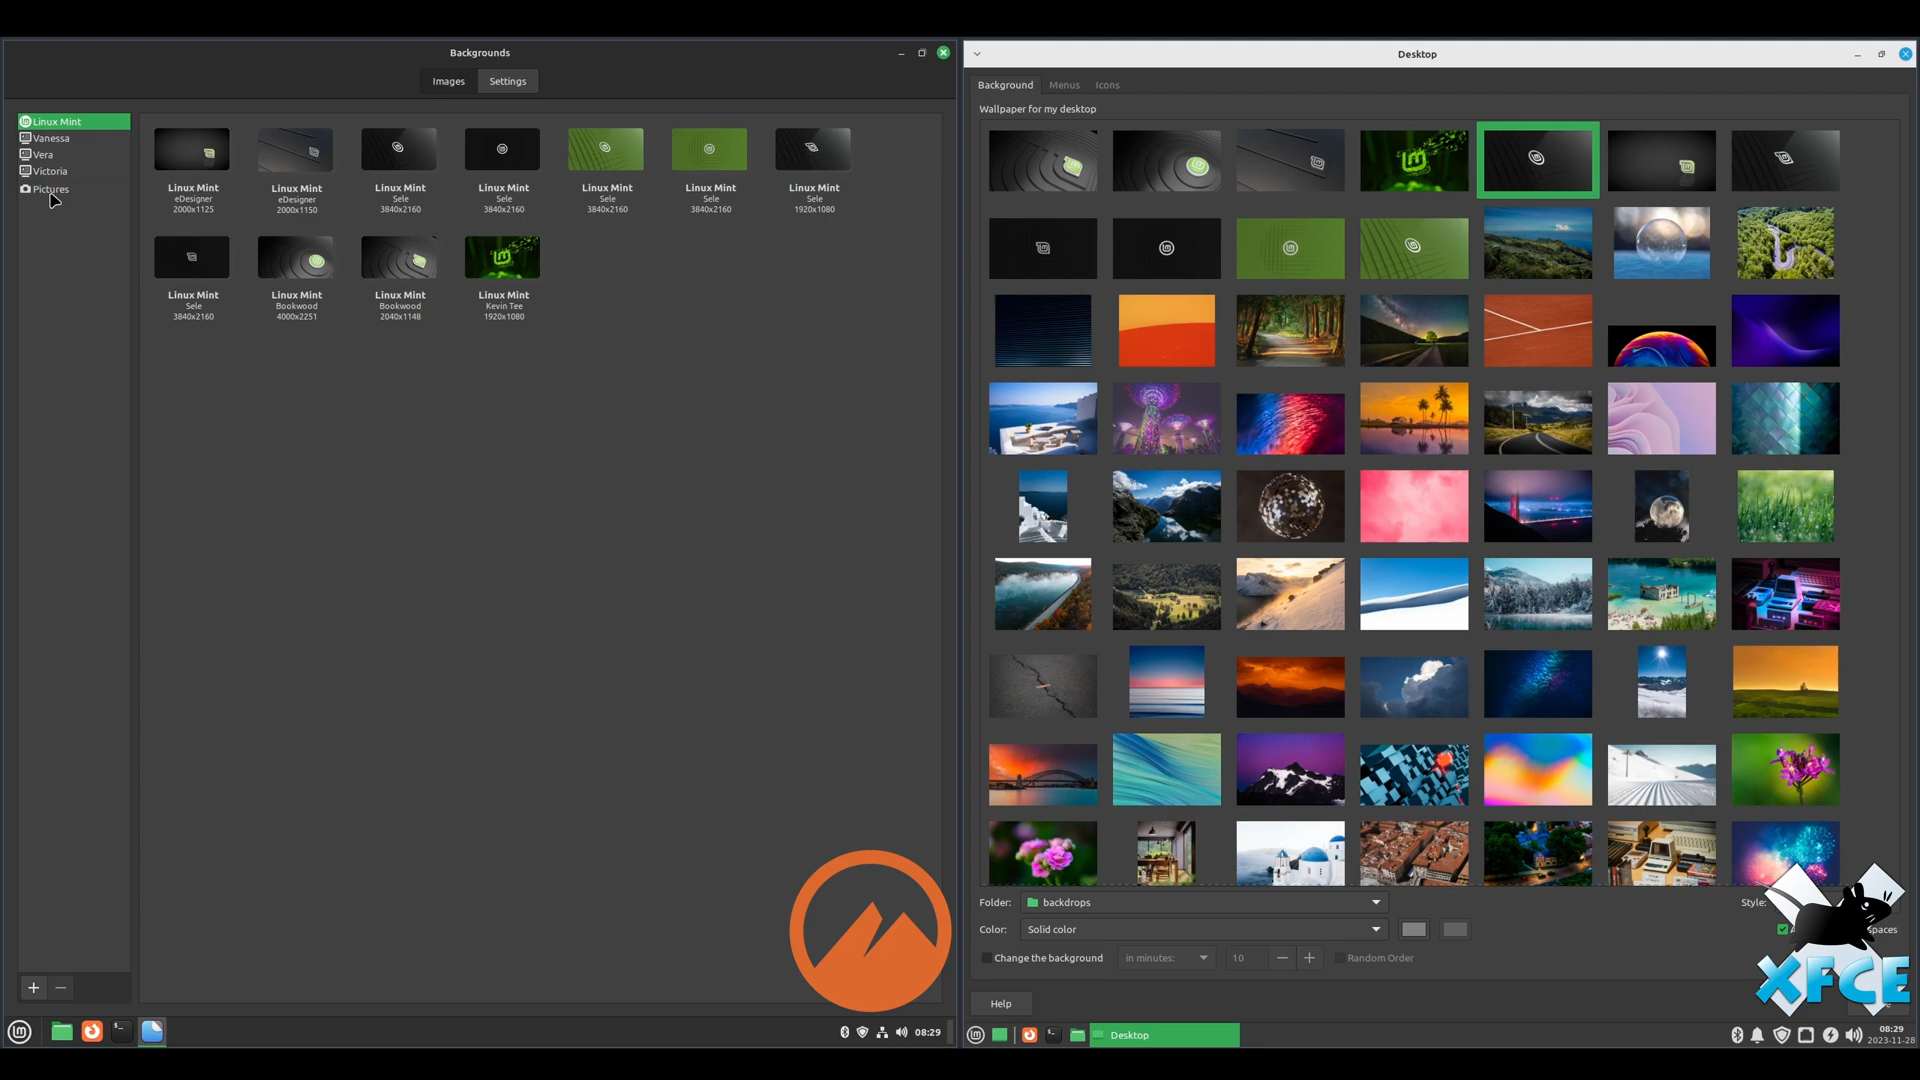 Backgrounds
Images
Settings
Linux Mint
Vanessa
Vera
Victoria
Pictures
Linux Mint
eDesigner
2000x1125
Linux Mint
eDesigner
2000x1150
Linux Mint
Sele
3840x2160
Linux Mint
Sele
3840x2160
Linux Mint
Sele
3840x2160
Linux Mint
Sele
3840x2160
Linux Mint
Sele
1920x1080
Linux Mint
Sele
3840x2160
Linux Mint
Bookwood
4000x2251
Linux Mint
Bookwood
2040x1148
Linux Mint
Kevin Tee
1920x1080
08:29
Desktop
Background
Menus
Icons
Wallpaper for my desktop
Folder:
backdrops
Style:
Color:
Solid color
Change the background
in minutes:
10
Random Order
Help
XFCE
Desktop
08:29
2023-11-28